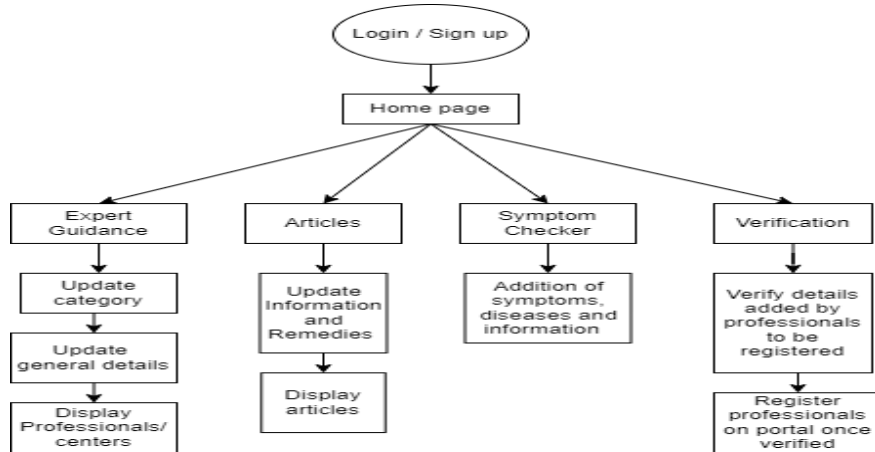 Login / Sign up
Home page
Expert
Guidance
Articles
Symptom
Checker
Verification
Update
category
Update
Information
and
Remedies
Addition of
symptoms,
diseases and
information
Verify details
added by
professionals
to be
registered
Update
general details
Display
articles
Display
Professionals/
centers
Register
professionals
on portal once
verified